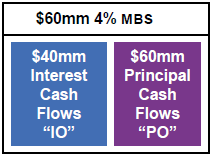 $60mm 4% MBS
$40mm
Interest
Cash
Flows
“IO”
$60mm
Principal
Cash
Flows
“PO”